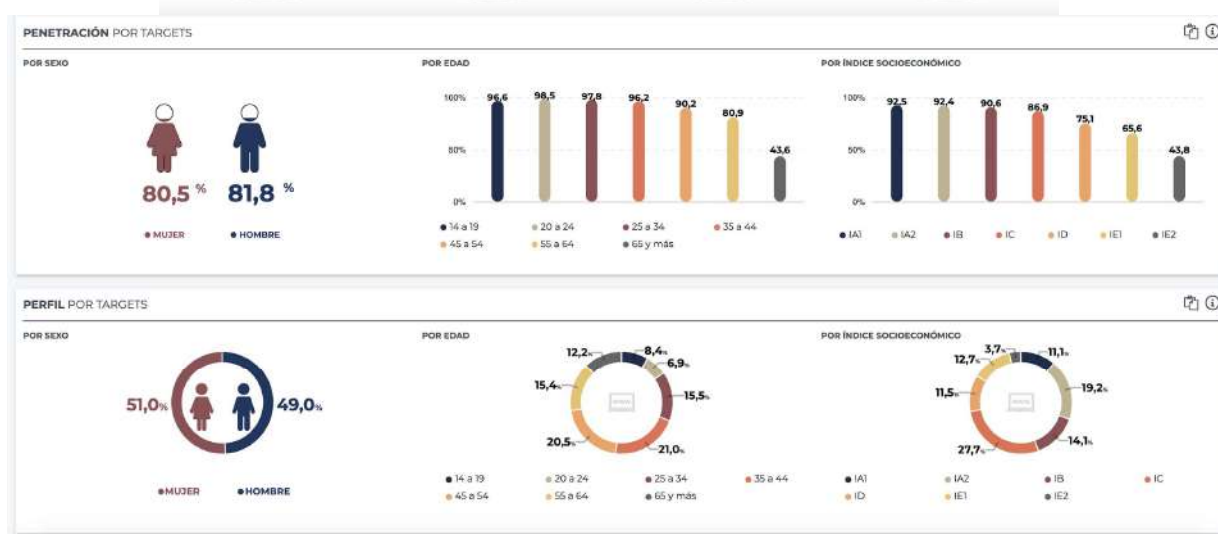 PENETRACIÓN POR TARGETS
POR SEXO
80,5 % 81,8 %
MUJER HOMBRE
POR EDAD
100%
50%
0%
96,6 98,5 97,8 96,2 90,2 80,9 43,6
14 a 19 20 a 24 25 a 34 35 a 44
45 a 54 55 a 64 65 y más
POR ÍNDICE SOCIOECONÓMICO
100%
50%
0%
92,5 92,4 90,6 86,9 75,1 65,6 43,8
IA1 IA2 IB IC ID IE1 IE2
PERFIL POR TARGETS
POR SEXO
51,0% 49,0%
MUJER HOMBRE
POR EDAD
12,2% 8,4%
6,9%
15,4% 15,5%
20,5% 21,0%
14 a 19 20 a 24 25 a 34 35 a 44
45 a 54 55 a 64 65 y más
POR ÍNDICE SOCIOECONÓMICO
12,7% 3,7% 11,1%
11,5% 19,2%
27,7% 14,1%
IA1 IA2 IB IC
ID IE1 IE2